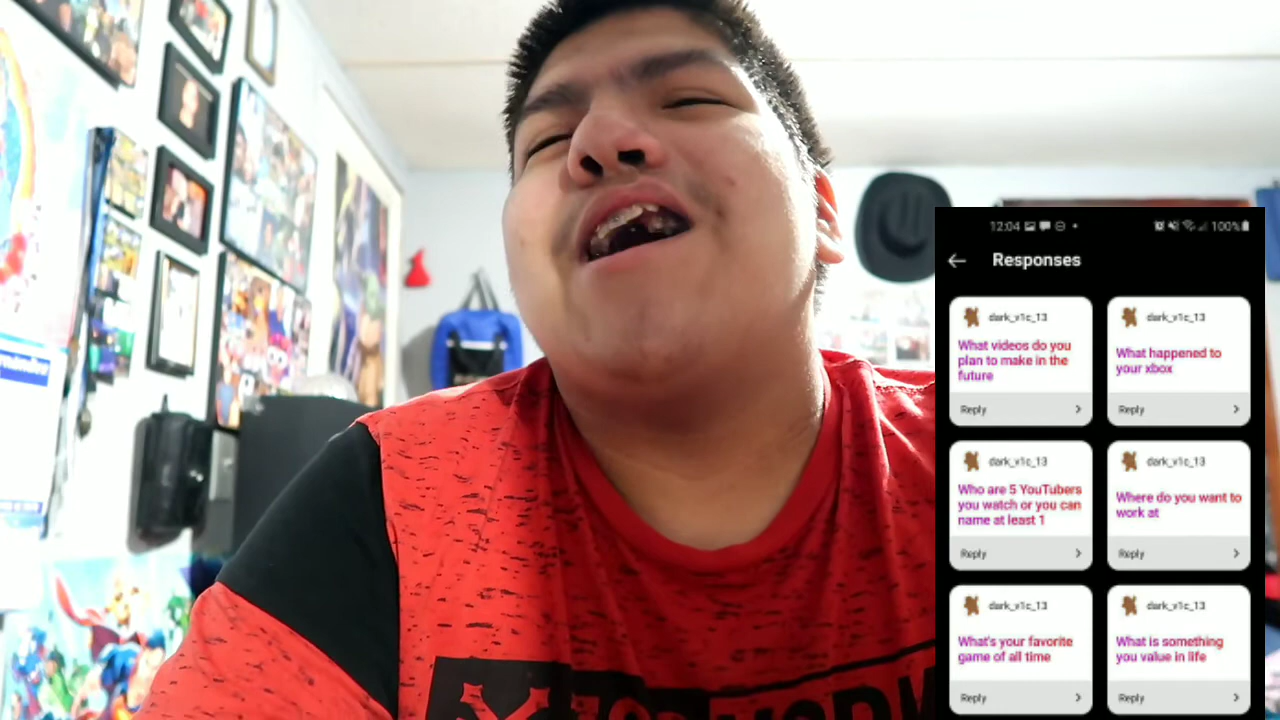 12:04
100%
Responses
dark_v1c_13
What videos do you
plan to make in the
future
Reply
dark_v1c_13
What happened to
your xbox
Reply
dark_v1c_13
Who are 5 YouTubers
you watch or you can
name at least 1
Reply
dark_v1c_13
Where do you want to
work at
Reply
dark_v1c_13
What's your favorite
game of all time
Reply
dark_v1c_13
What is something
you value in life
Reply